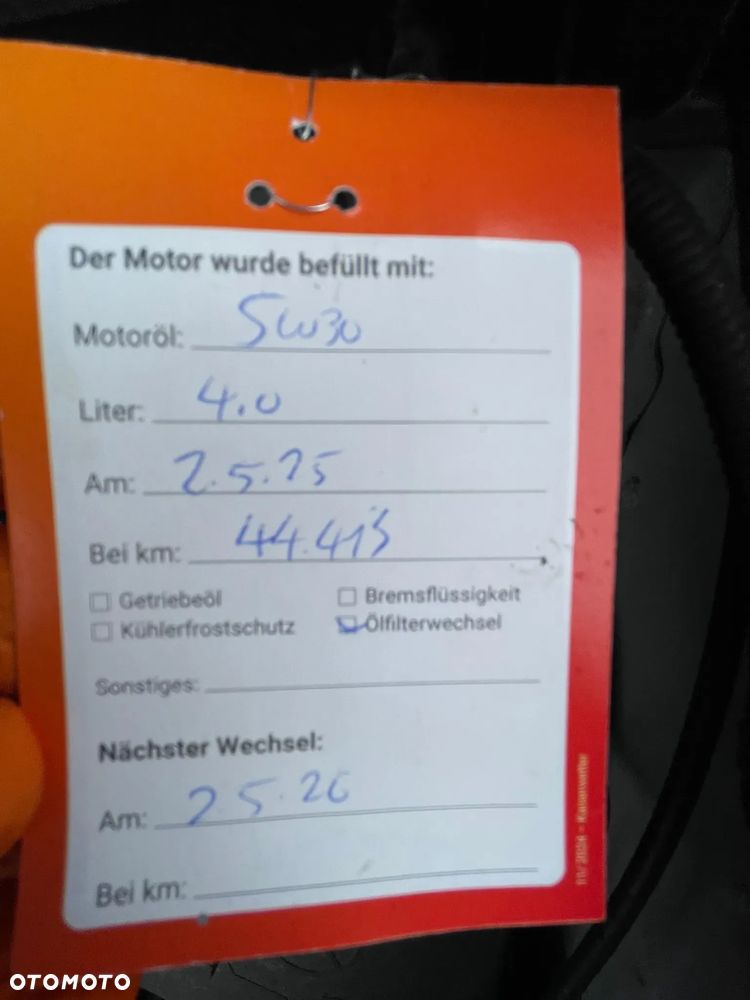 Der Motor wurde befüllt mit:
Motoröl: 5W30
Liter: 4.0
Am: 2.5.25
Bei km: 44.415
Getriebeöl Bremsflüssigkeit
Kühlerfrostschutz Ölfilterwechsel
Sonstiges:
Nächster Wechsel:
Am: 2.5.26
Bei km:
OTOMOTO